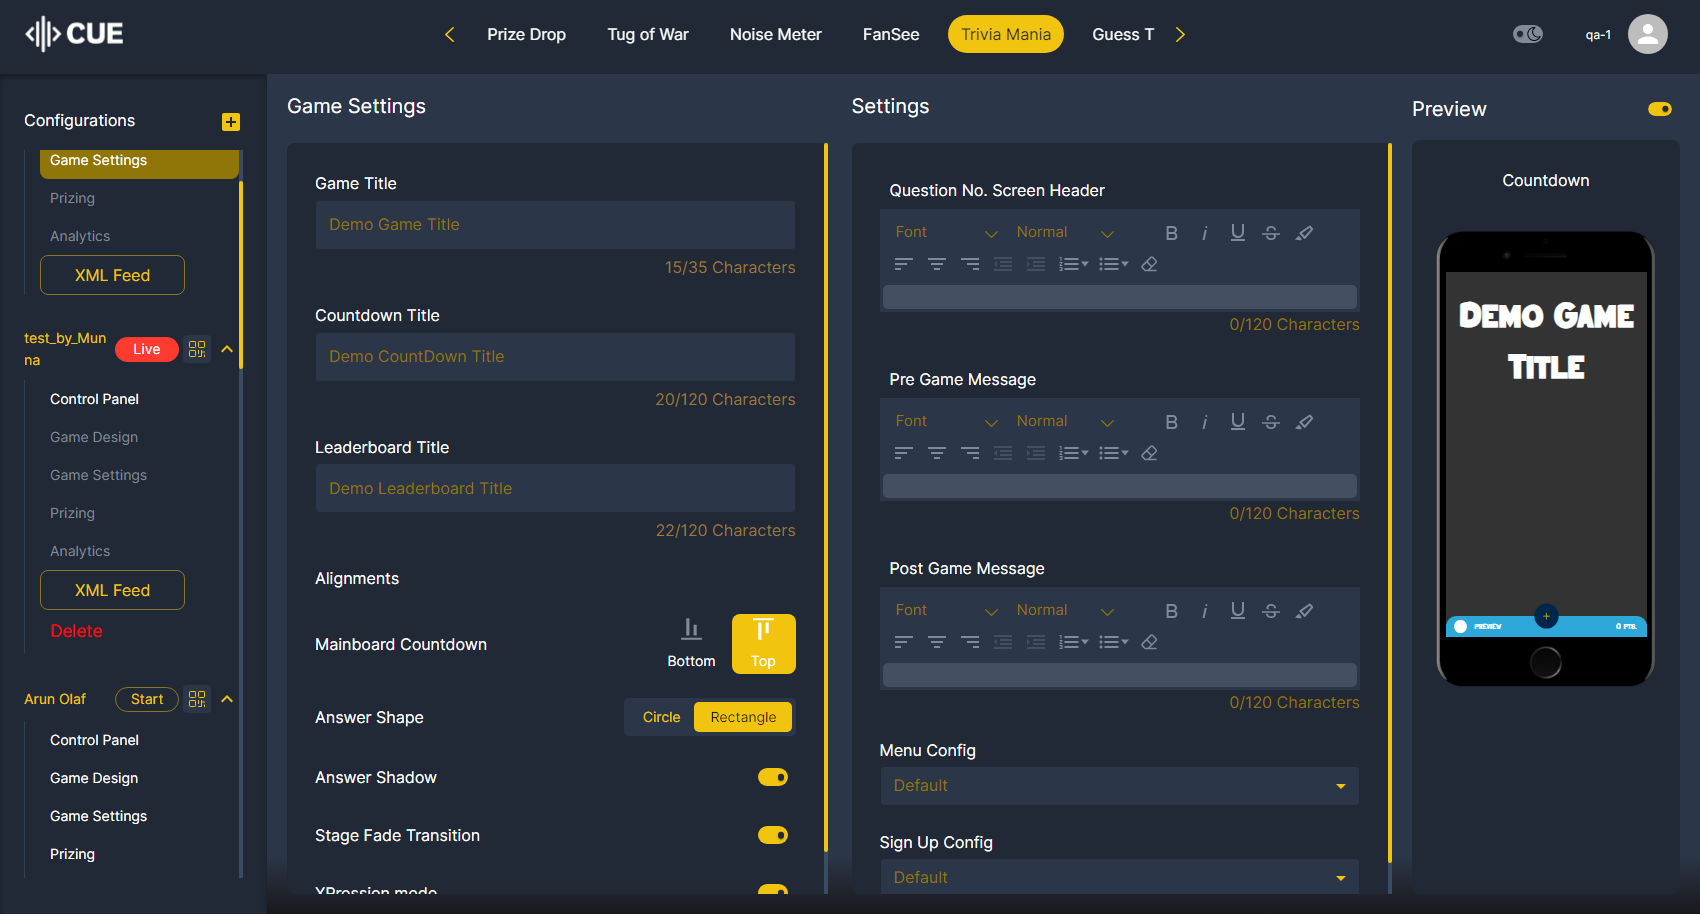 CUE
Prize Drop
Tug of War
Noise Meter
FanSee
Trivia Mania
Guess T
qa-1
Configurations
Game Settings
Prizing
Analytics
XML Feed
test_by_Mun
na
Live
Control Panel
Game Design
Game Settings
Prizing
Analytics
XML Feed
Delete
Arun Olaf
Start
Control Panel
Game Design
Game Settings
Prizing
Game Settings
Game Title
Demo Game Title
15/35 Characters
Countdown Title
Demo CountDown Title
20/120 Characters
Leaderboard Title
Demo Leaderboard Title
22/120 Characters
Alignments
Mainboard Countdown
Bottom
Top
Answer Shape
Circle
Rectangle
Answer Shadow
Stage Fade Transition
XPression mode
Settings
Question No. Screen Header
Font
Normal
0/120 Characters
Pre Game Message
Font
Normal
0/120 Characters
Post Game Message
Font
Normal
0/120 Characters
Menu Config
Default
Sign Up Config
Default
Preview
Countdown
DEMO GAME
TITLE
PREVIEW
0 PTS.